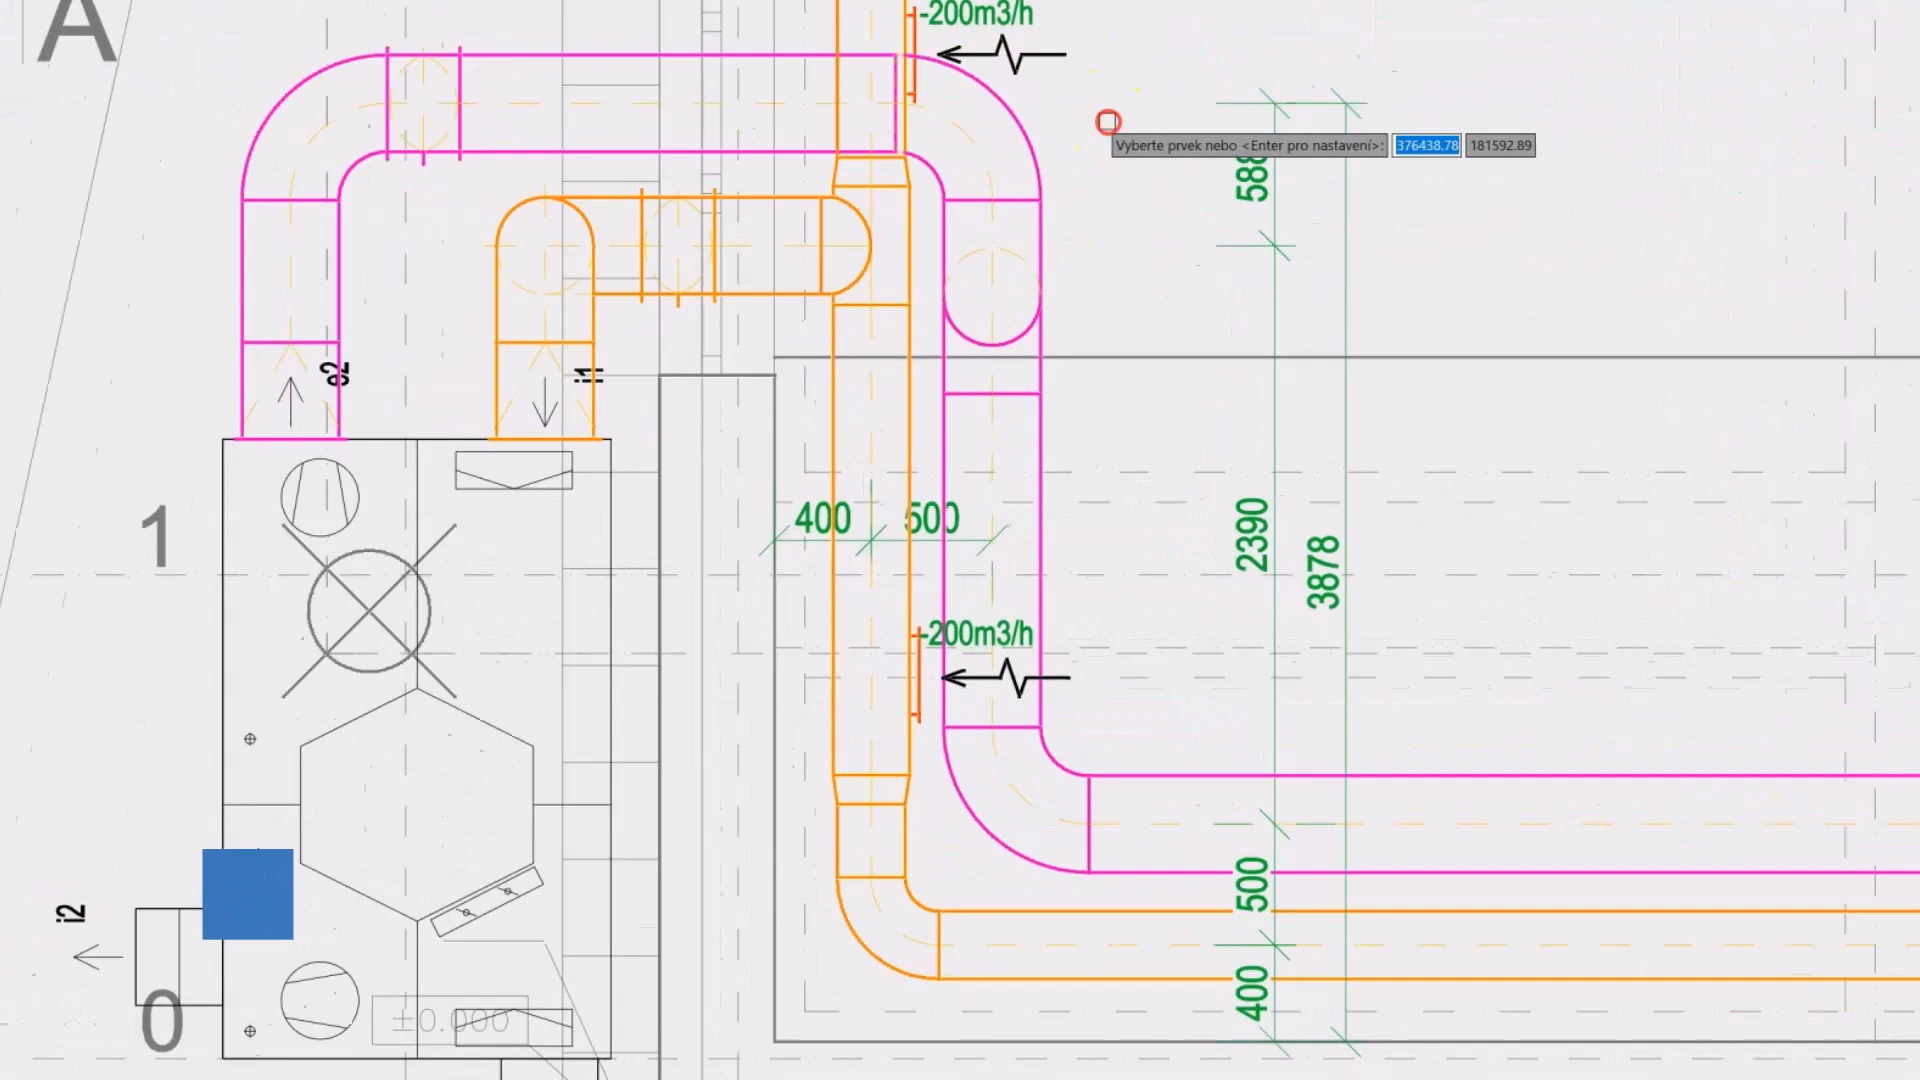 A
-200m3/h
Vyberte prvek nebo <Enter pro nastavení>: 376438.78 181592.89
588
e2
i1
1
400 500
2390
3878
-200m3/h
500
i2
400
0
±0.000